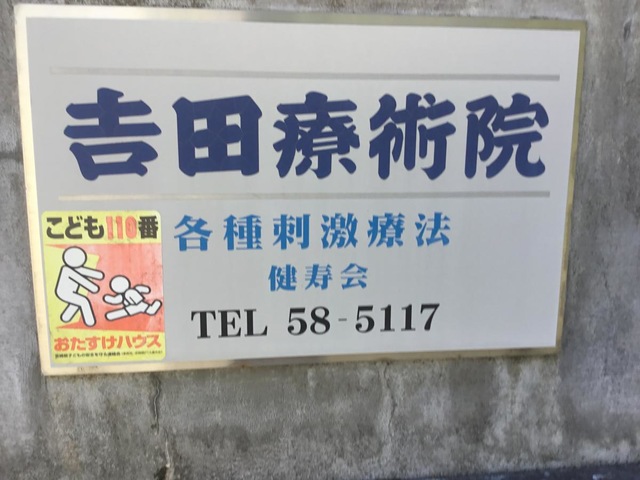 𠮷田療術院
各種刺激療法
健寿会
TEL 58-5117
こども110番
おたすけハウス